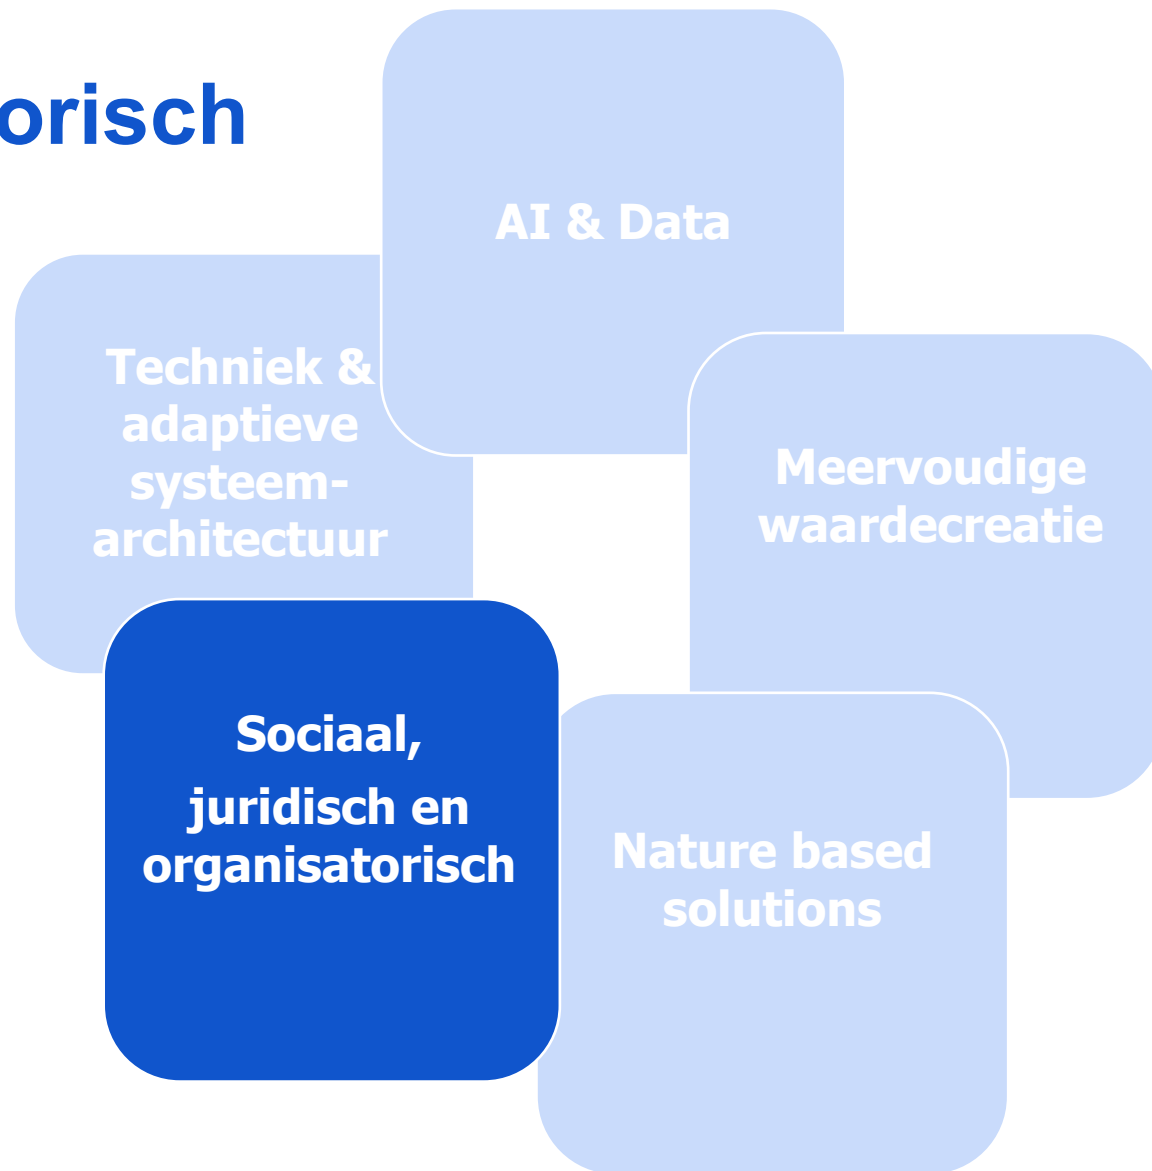 orisch
AI & Data
Techniek &
adaptieve
systeem-
architectuur
Meervoudige
waardecreatie
Sociaal,
juridisch en
organisatorisch
Nature based
solutions